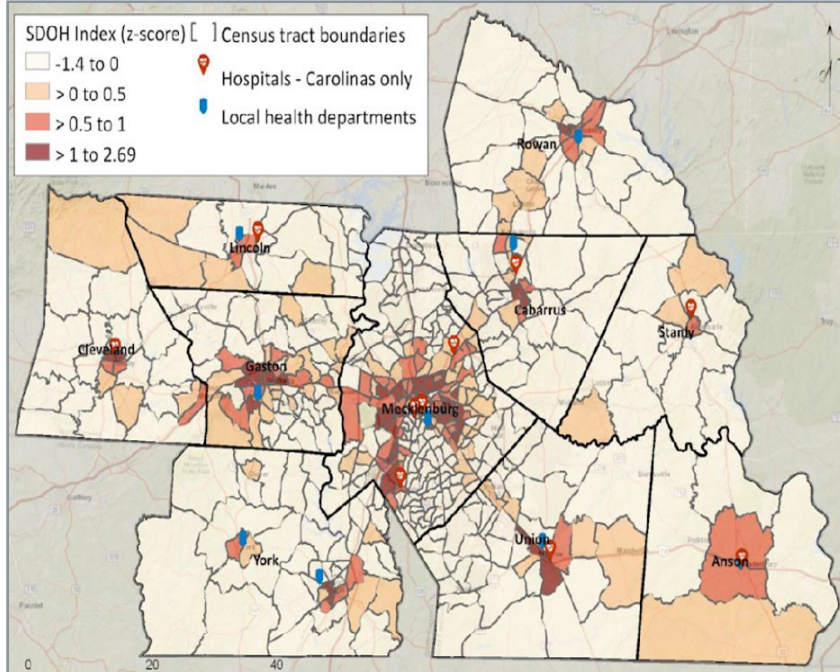 SDOH Index (z-score) [ ] Census tract boundaries
-1.4 to 0
> 0 to 0.5
> 0.5 to 1
> 1 to 2.69
Hospitals - Carolinas only
Local health departments
Rowan
Lincoln
Cabarrus
Stanly
Cleveland
Gaston
Mecklenburg
Union
Anson
York
Gaffney
Pacolet
0 20 40